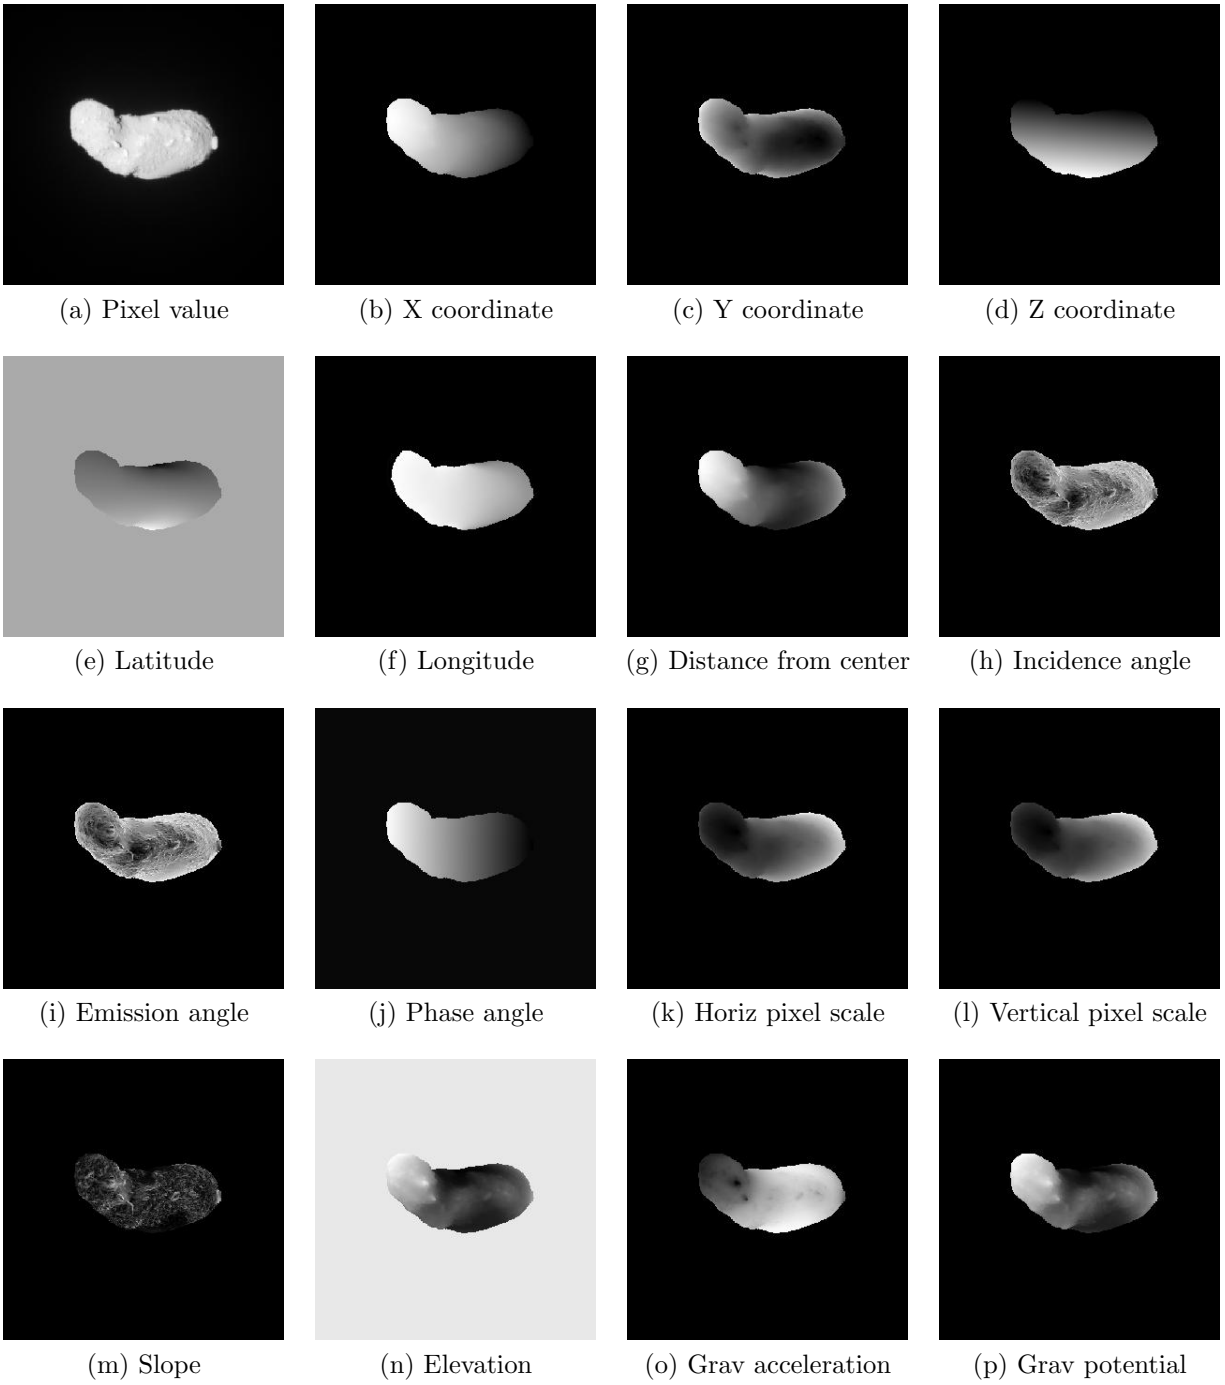 (a) Pixel value
(b) X coordinate
(c) Y coordinate
(d) Z coordinate
(e) Latitude
(f) Longitude
(g) Distance from center
(h) Incidence angle
(i) Emission angle
(j) Phase angle
(k) Horiz pixel scale
(l) Vertical pixel scale
(m) Slope
(n) Elevation
(o) Grav acceleration
(p) Grav potential